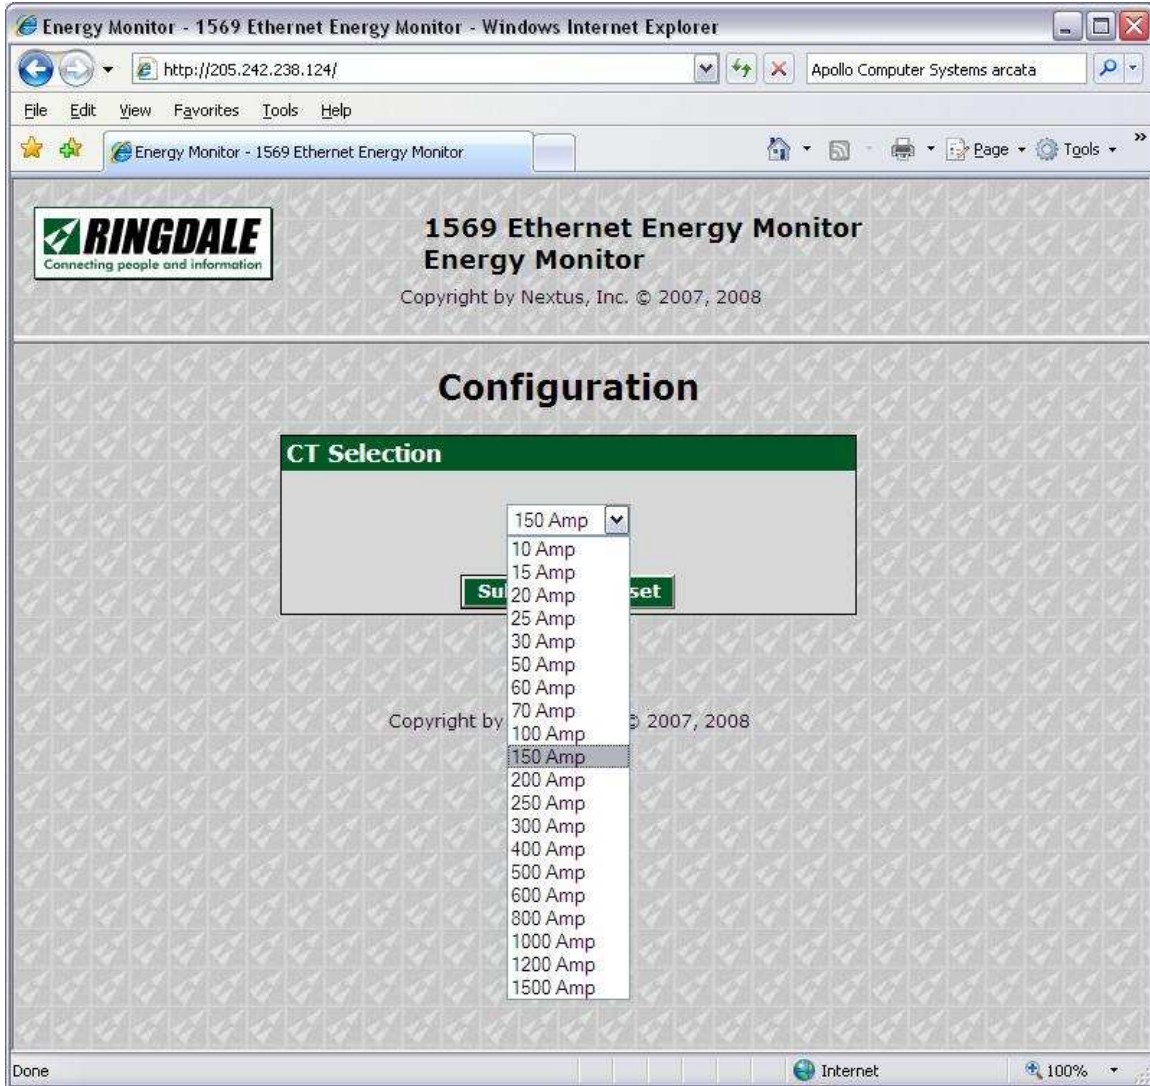 Energy Monitor - 1569 Ethernet Energy Monitor - Windows Internet Explorer
http://205.242.238.124/
Apollo Computer Systems arcata
File Edit View Favorites Tools Help
Energy Monitor - 1569 Ethernet Energy Monitor
Page Tools »
RINGDALE
Connecting people and information
1569 Ethernet Energy Monitor
Energy Monitor
Copyright by Nextus, Inc. © 2007, 2008
Configuration
CT Selection
150 Amp
10 Amp
15 Amp
20 Amp
25 Amp
30 Amp
50 Amp
60 Amp
70 Amp
100 Amp
150 Amp
200 Amp
250 Amp
300 Amp
400 Amp
500 Amp
600 Amp
800 Amp
1000 Amp
1200 Amp
1500 Amp
Su set
Copyright by © 2007, 2008
Done Internet 100%